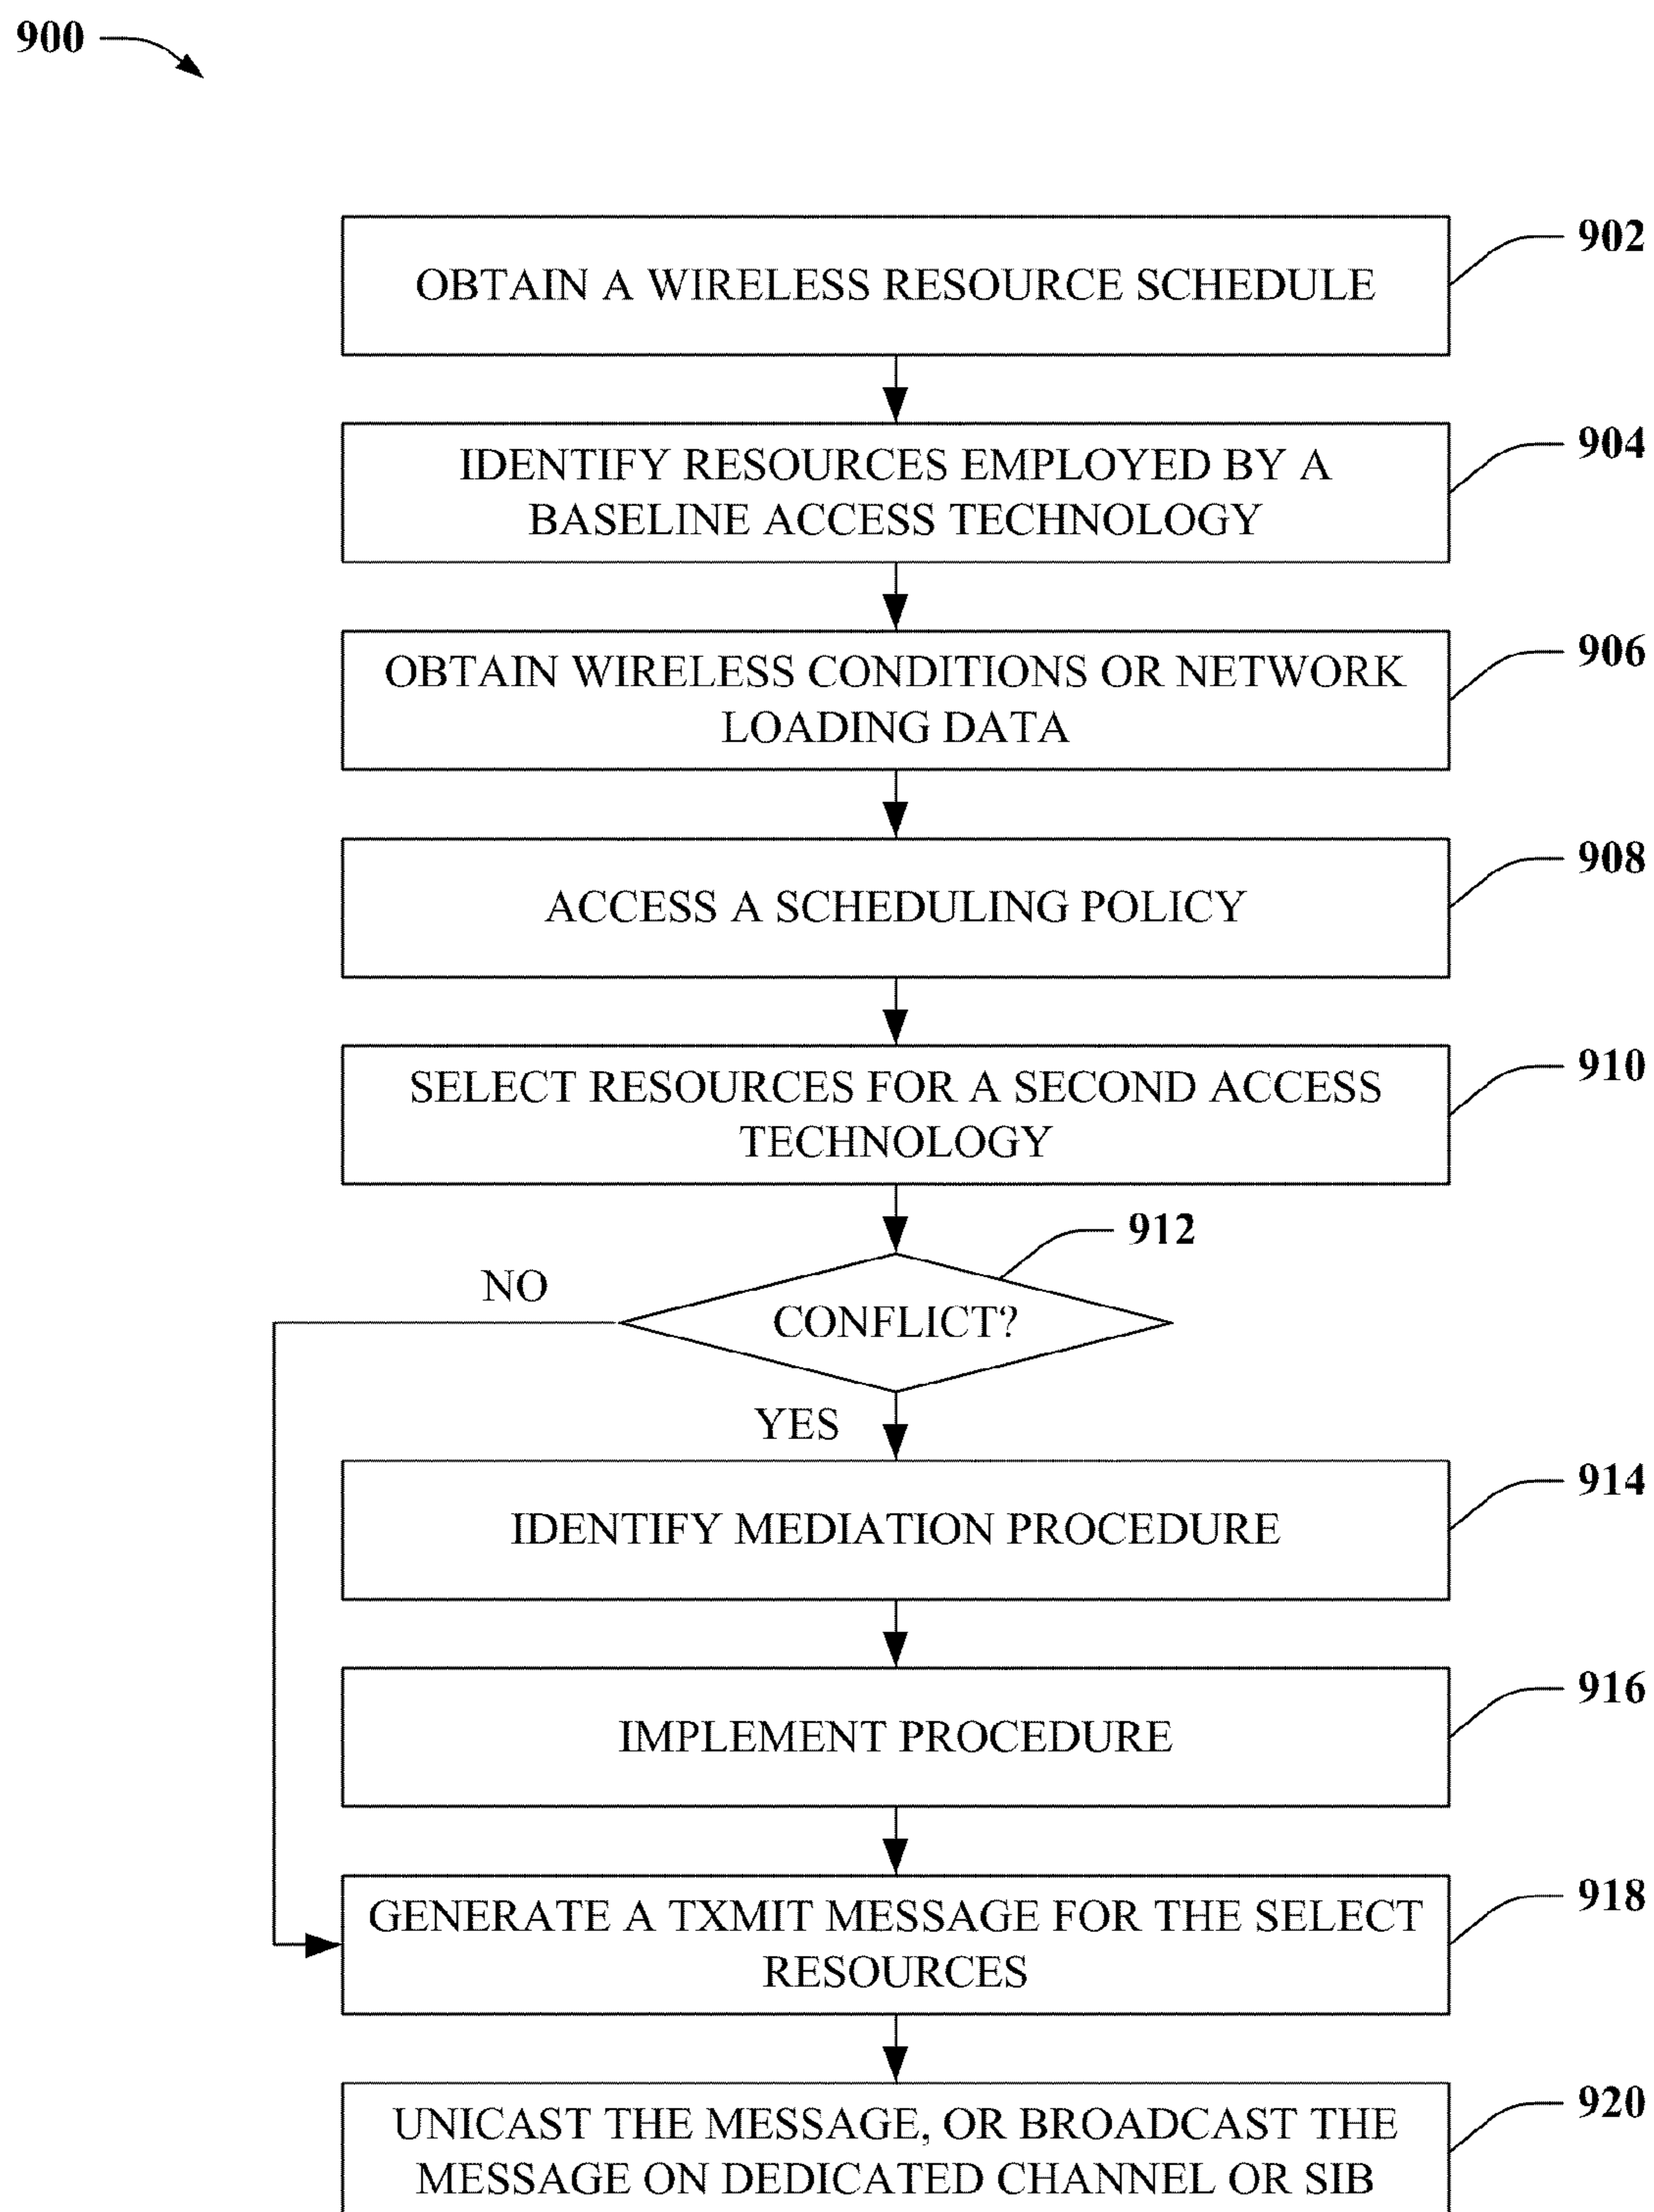 900
OBTAIN A WIRELESS RESOURCE SCHEDULE
902
IDENTIFY RESOURCES EMPLOYED BY A
BASELINE ACCESS TECHNOLOGY
904
OBTAIN WIRELESS CONDITIONS OR NETWORK
LOADING DATA
906
ACCESS A SCHEDULING POLICY
908
SELECT RESOURCES FOR A SECOND ACCESS
TECHNOLOGY
910
912
NO
CONFLICT?
YES
IDENTIFY MEDIATION PROCEDURE
914
IMPLEMENT PROCEDURE
916
GENERATE A TXMIT MESSAGE FOR THE SELECT
RESOURCES
918
UNICAST THE MESSAGE, OR BROADCAST THE
MESSAGE ON DEDICATED CHANNEL OR SIB
920